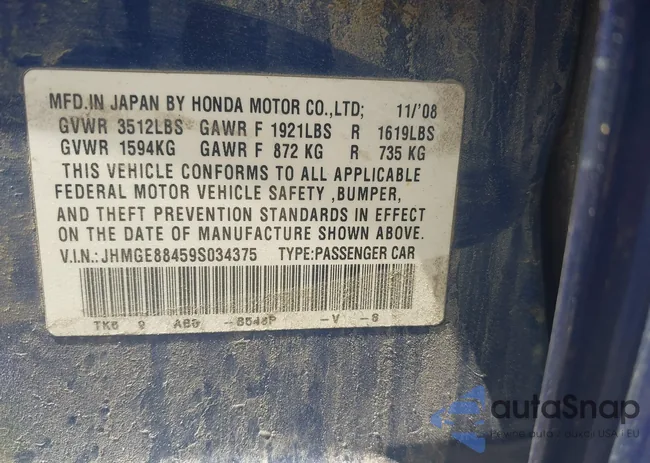 MFD.IN JAPAN BY HONDA MOTOR CO.,LTD; 11/'08
GVWR 3512LBS GAWR F 1921LBS R 1619LBS
GVWR 1594KG GAWR F 872 KG R 735 KG
THIS VEHICLE CONFORMS TO ALL APPLICABLE
FEDERAL MOTOR VEHICLE SAFETY ,BUMPER,
AND THEFT PREVENTION STANDARDS IN EFFECT
ON THE DATE OF MANUFACTURE SHOWN ABOVE.
V.I.N.:JHMGE88459S034375 TYPE:PASSENGER CAR
-V -S
autoSnap
USA i EU